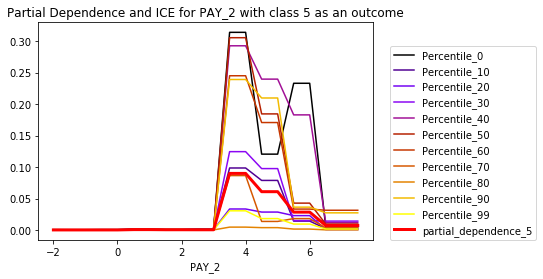 Partial Dependence and ICE for PAY_2 with class 5 as an outcome
0.30
0.25
0.20
0.15
0.10
0.05
0.00
−2 0 2 4 6
PAY_2
Percentile_0
Percentile_10
Percentile_20
Percentile_30
Percentile_40
Percentile_50
Percentile_60
Percentile_70
Percentile_80
Percentile_90
Percentile_99
partial_dependence_5